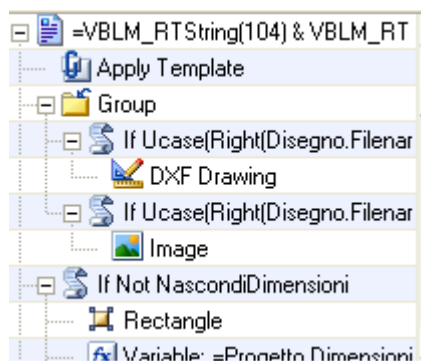 =VBLM_RTString(104) & VBLM_RT
Apply Template
Group
If Ucase(Right(Disegno.Filenar
DXF Drawing
If Ucase(Right(Disegno.Filenar
Image
If Not NascondiDimensioni
Rectangle
Variable: =Progetto.Dimensioni